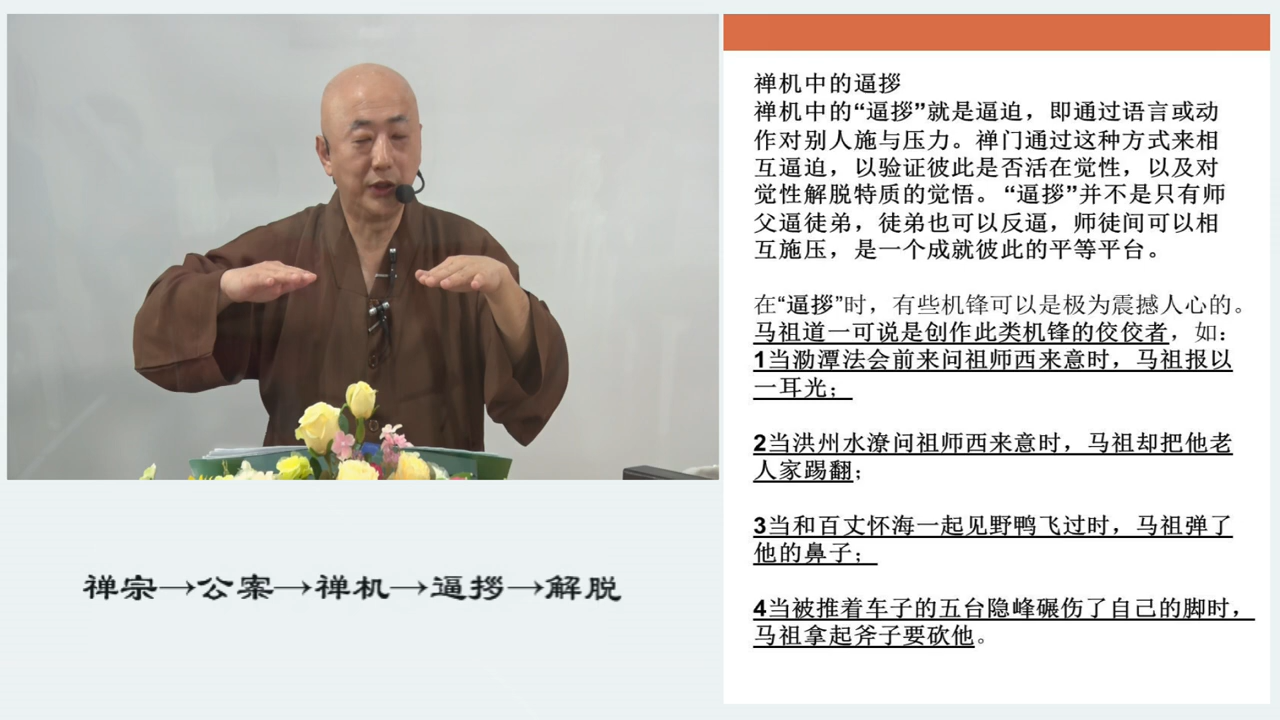 禅机中的逼拶
禅机中的“逼拶”就是逼迫，即通过语言或动
作对别人施与压力。禅门通过这种方式来相
互逼迫，以验证彼此是否活在觉性，以及对
觉性解脱特质的觉悟。“逼拶”并不是只有师
父逼徒弟，徒弟也可以反逼，师徒间可以相
互施压，是一个成就彼此的平等平台。
在“逼拶”时，有些机锋可以是极为震撼人心的。
马祖道一可说是创作此类机锋的佼佼者，如：
1当泐潭法会前来问祖师西来意时，马祖报以
一耳光；
2当洪州水潦问祖师西来意时，马祖却把他老
人家踢翻；
3当和百丈怀海一起见野鸭飞过时，马祖弹了
他的鼻子；
4当被推着车子的五台隐峰碾伤了自己的脚时，
马祖拿起斧子要砍他。
禅宗→公案→禅机→逼拶→解脱